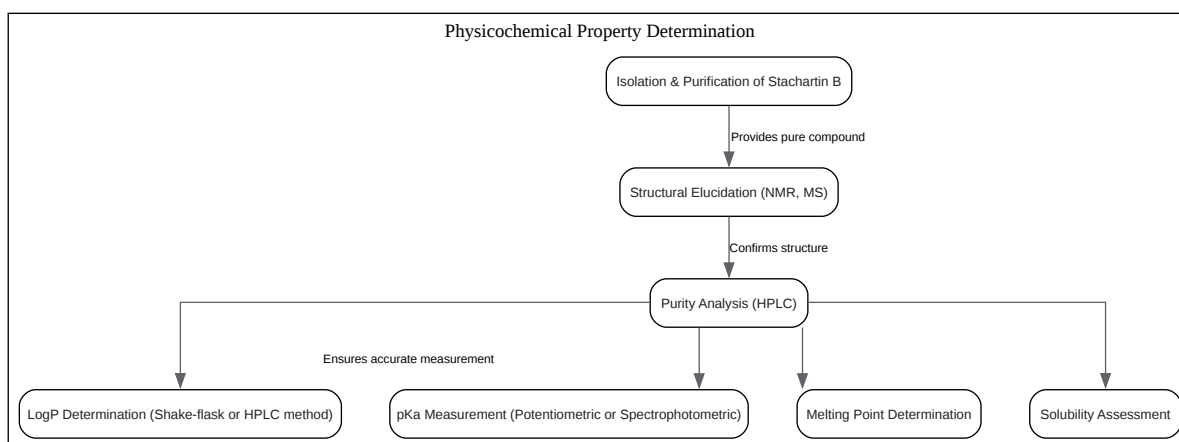 Physicochemical Property Determination
Isolation & Purification of Stachartin B
Provides pure compound
Structural Elucidation (NMR, MS)
Confirms structure
Purity Analysis (HPLC)
Ensures accurate measurement
LogP Determination (Shake-flask or HPLC method)
pKa Measurement (Potentiometric or Spectrophotometric)
Melting Point Determination
Solubility Assessment